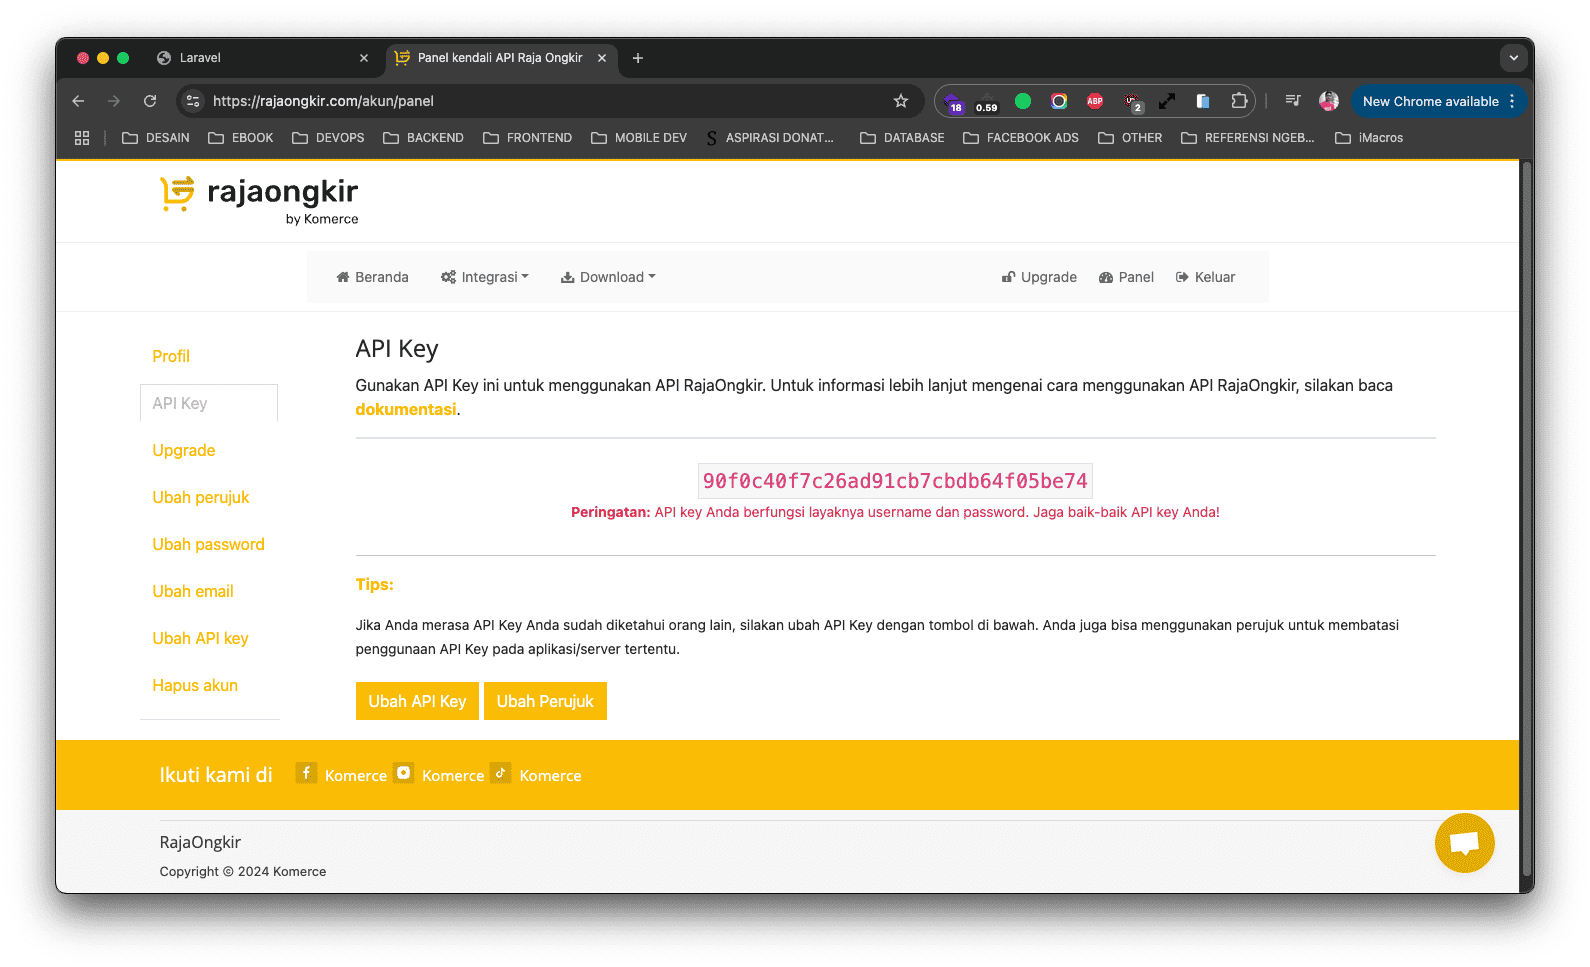 Laravel
Panel kendali API Raja Ongkir
https://rajaongkir.com/akun/panel
18
0.59
ABP
2
New Chrome available
DESAIN
EBOOK
DEVOPS
BACKEND
FRONTEND
MOBILE DEV
ASPIRASI DONAT...
DATABASE
FACEBOOK ADS
OTHER
REFERENSI NGEB...
iMacros
rajaongkir
by Komerce
Beranda
Integrasi
Download
Upgrade
Panel
Keluar
Profil
API Key
Upgrade
Ubah perujuk
Ubah password
Ubah email
Ubah API key
Hapus akun
API Key
Gunakan API Key ini untuk menggunakan API RajaOngkir. Untuk informasi lebih lanjut mengenai cara menggunakan API RajaOngkir, silakan baca
dokumentasi.
90f0c40f7c26ad91cb7cbdb64f05be74
Peringatan: API key Anda berfungsi layaknya username dan password. Jaga baik-baik API key Anda!
Tips:
Jika Anda merasa API Key Anda sudah diketahui orang lain, silakan ubah API Key dengan tombol di bawah. Anda juga bisa menggunakan perujuk untuk membatasi
penggunaan API Key pada aplikasi/server tertentu.
Ubah API Key
Ubah Perujuk
Ikuti kami di
Komerce
Komerce
Komerce
RajaOngkir
Copyright © 2024 Komerce